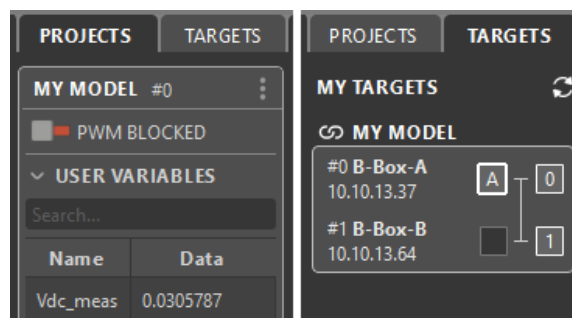 PROJECTS TARGETS
MY MODEL #0
PWM BLOCKED
USER VARIABLES
Search...
Name Data
Vdc_meas 0.0305787
PROJECTS TARGETS
MY TARGETS
MY MODEL
#0 B-Box-A
10.10.13.37
A 0
#1 B-Box-B
10.10.13.64
1